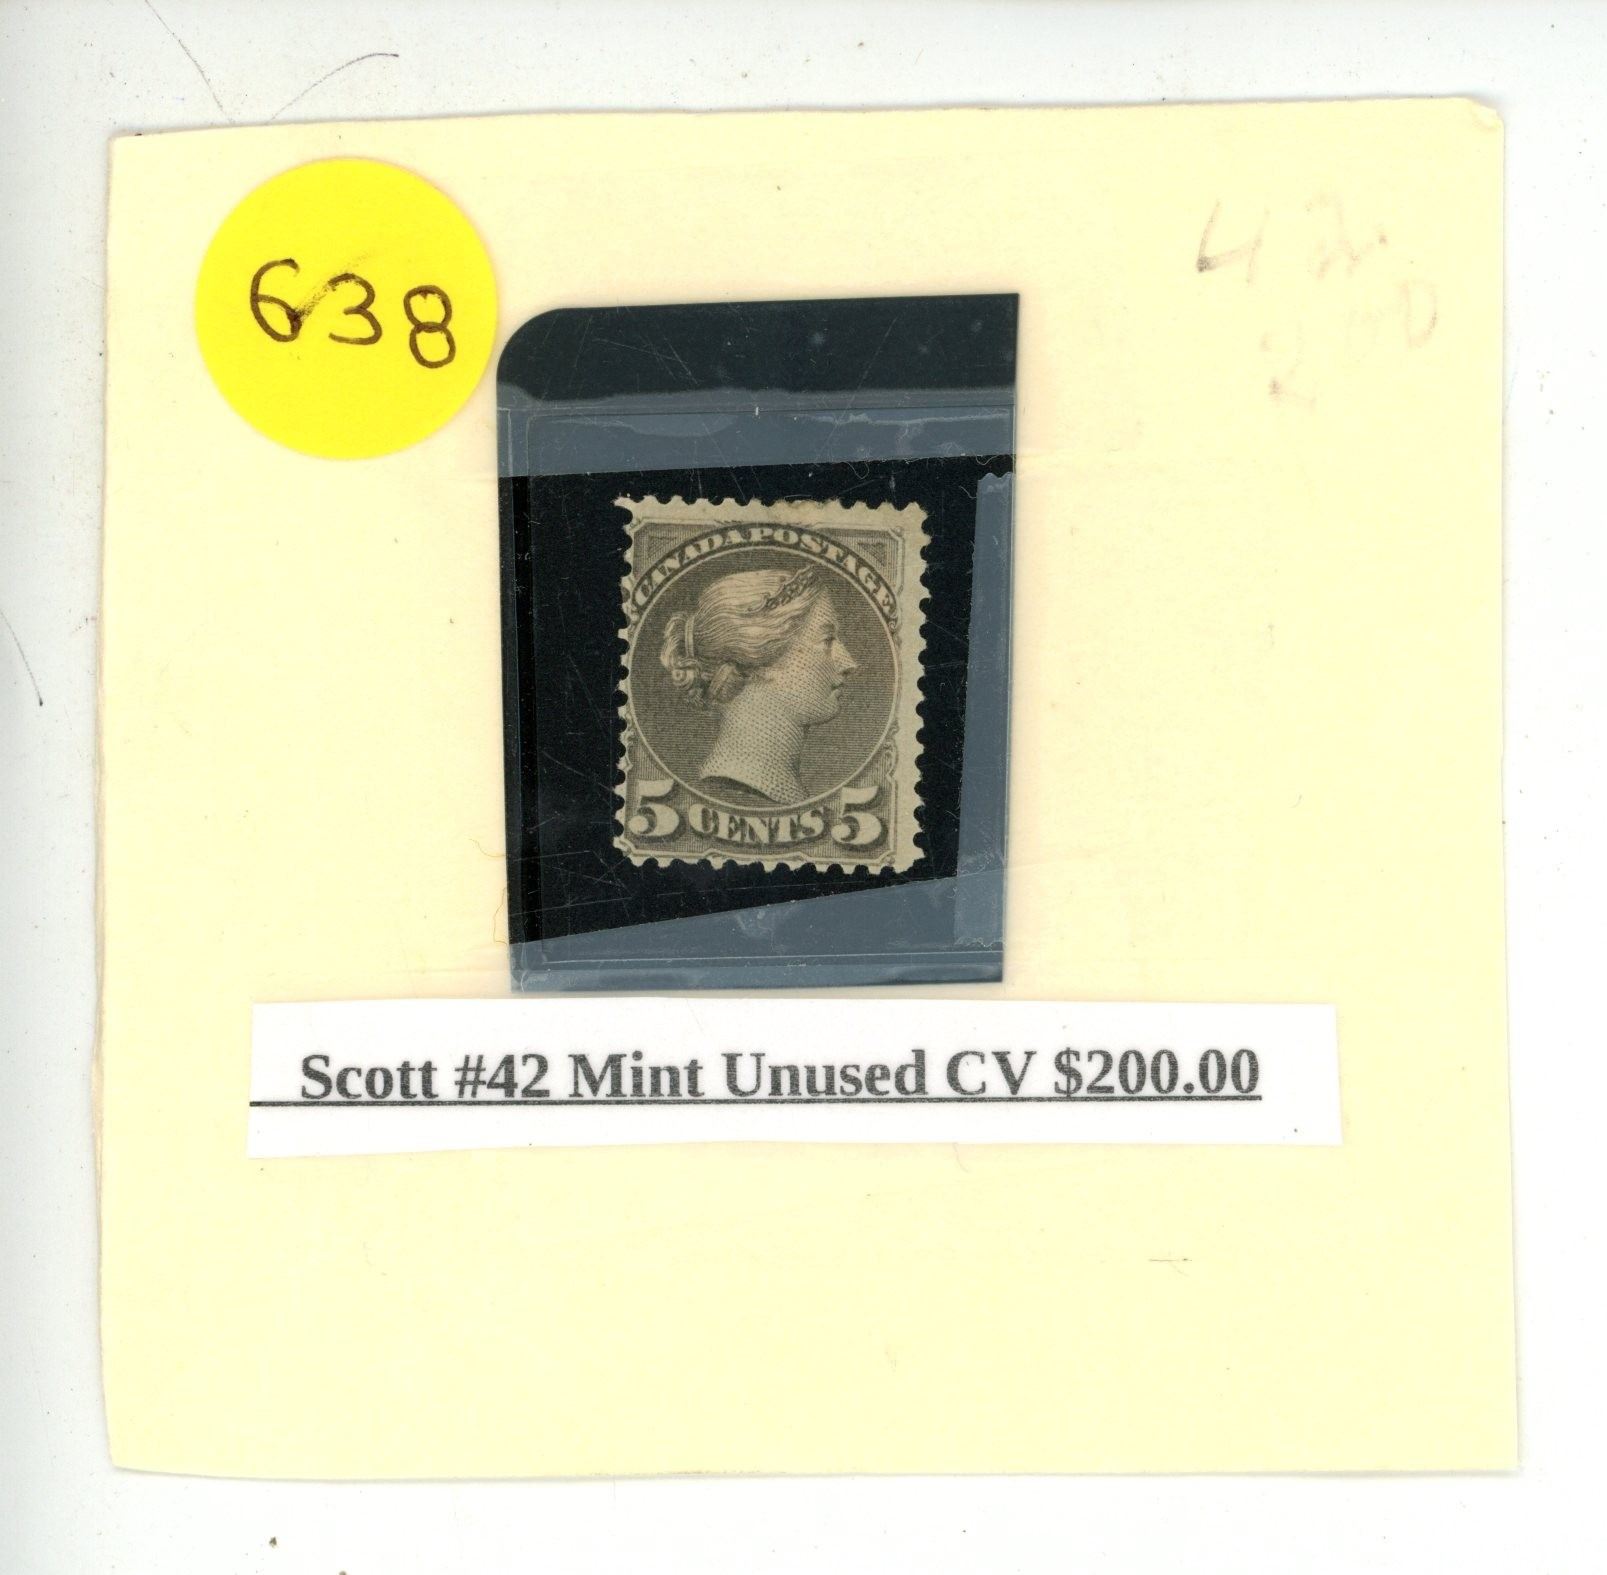 638
42
CANADA POSTAGE
5 CENTS 5
Scott #42 Mint Unused CV $200.00